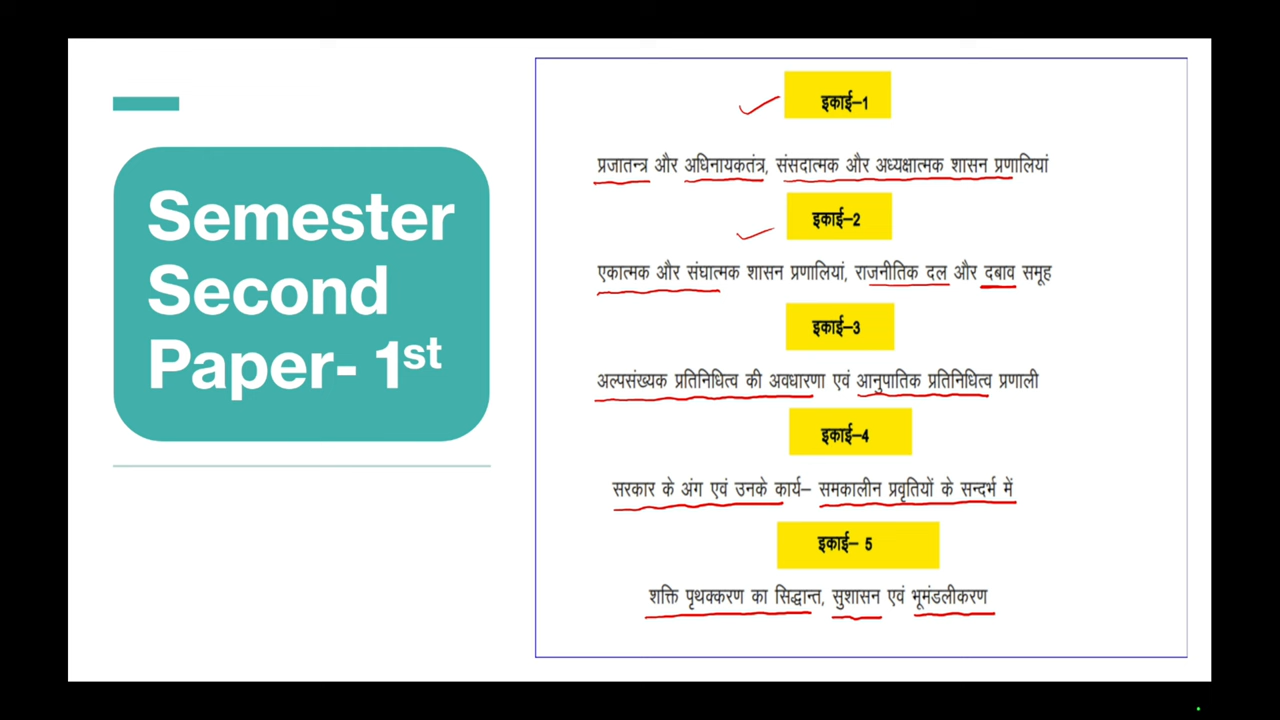 Semester
Second
Paper- 1st
इकाई–1
प्रजातन्त्र और अधिनायकतंत्र, संसदात्मक और अध्यक्षात्मक शासन प्रणालियां
इकाई–2
एकात्मक और संघात्मक शासन प्रणालियां, राजनीतिक दल और दबाव समूह
इकाई–3
अल्पसंख्यक प्रतिनिधित्व की अवधारणा एवं आनुपातिक प्रतिनिधित्व प्रणाली
इकाई–4
सरकार के अंग एवं उनके कार्य– समकालीन प्रवृतियों के सन्दर्भ में
इकाई– 5
शक्ति पृथक्करण का सिद्धान्त, सुशासन एवं भूमंडलीकरण